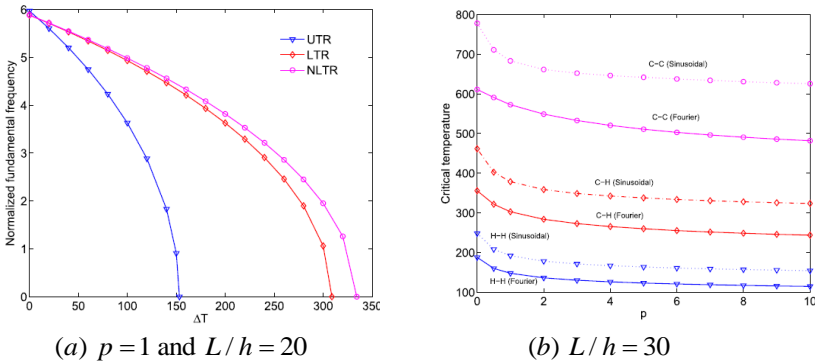 Normalized fundamental frequency
6
5
4
3
2
1
0
0 50 100 150 200 250 300 350
ΔT
UTR
LTR
NLTR
(a) p = 1 and L / h = 20
Critical temperature
800
700
600
500
400
300
200
100
0 2 4 6 8 10
p
C−C (Sinusoidal)
C−C (Fourier)
C−H (Sinusoidal)
C−H (Fourier)
H−H (Sinusoidal)
H−H (Fourier)
(b) L / h = 30